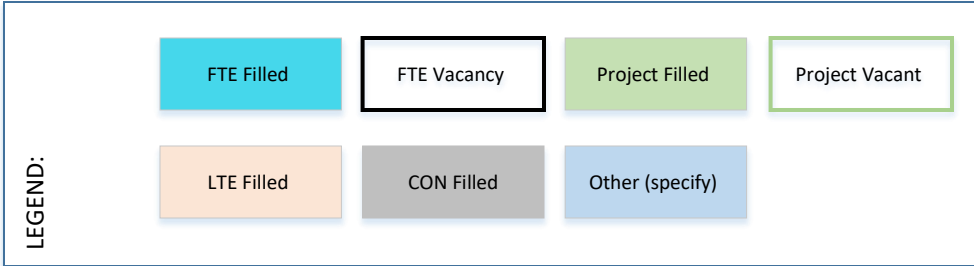 LEGEND:
FTE Filled
FTE Vacancy
Project Filled
Project Vacant
LTE Filled
CON Filled
Other (specify)